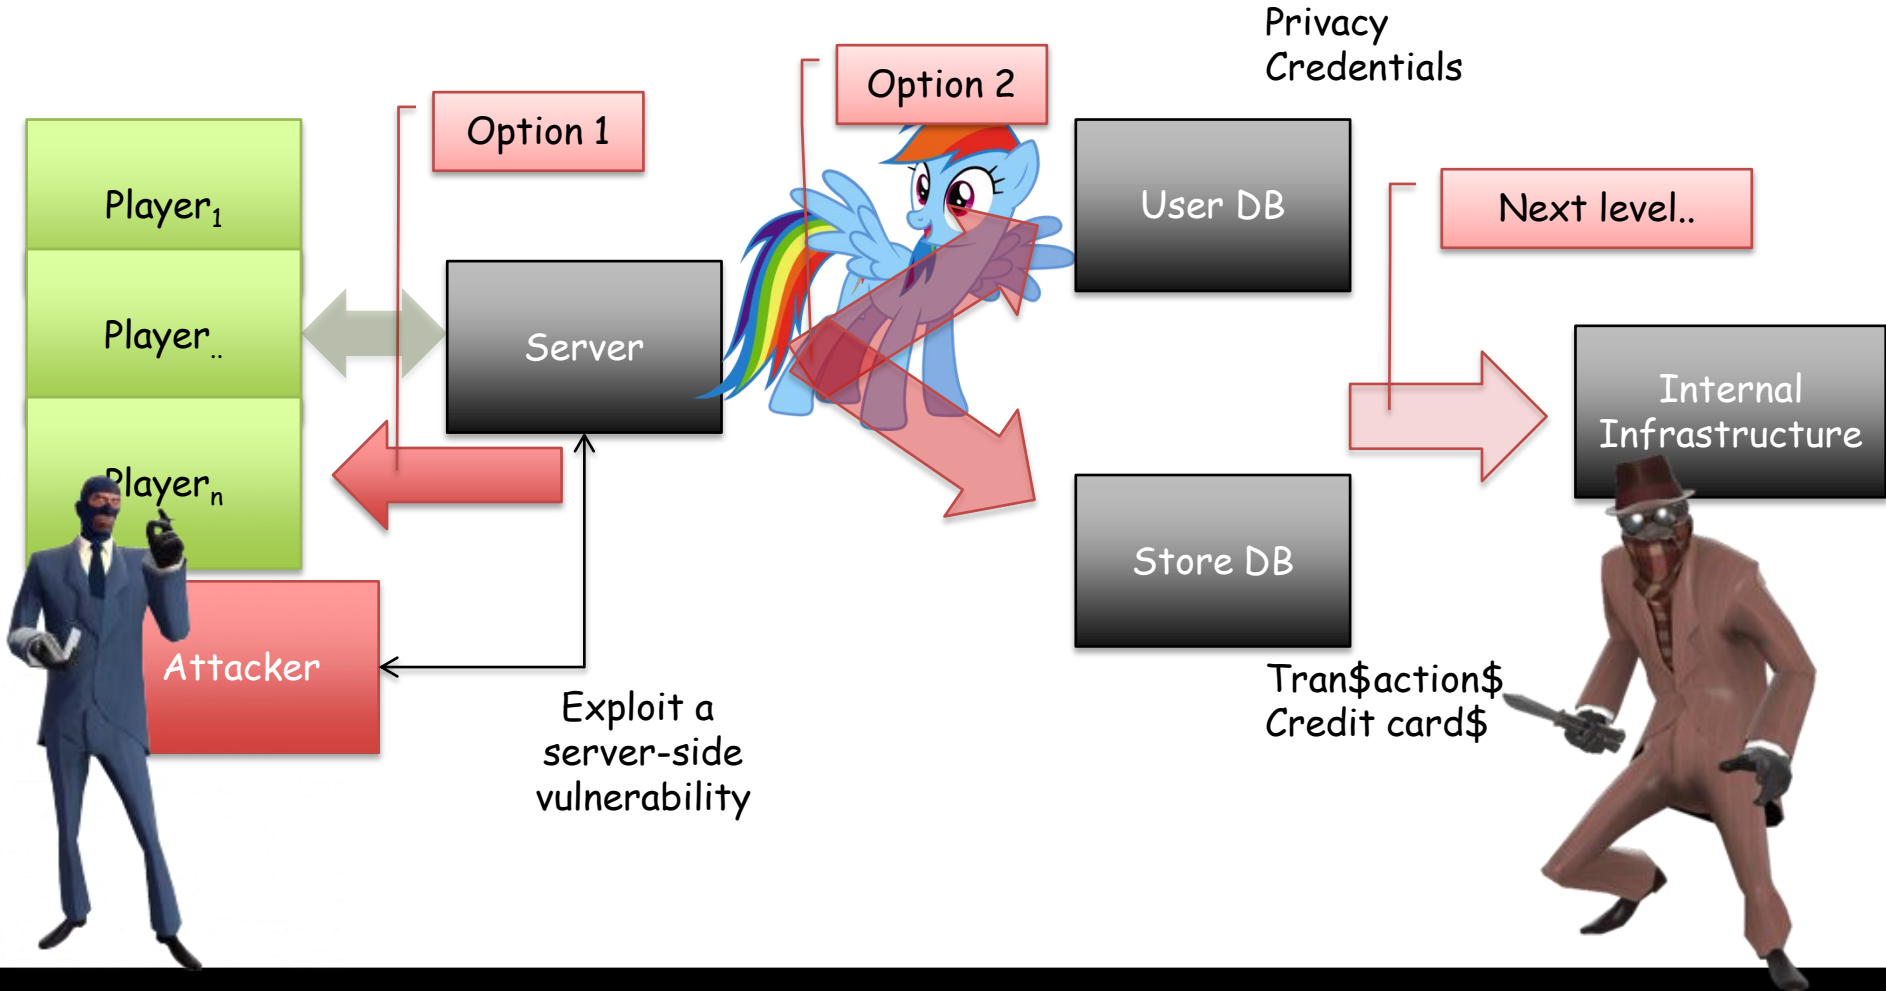 Privacy
Credentials
Option 2
Option 1
Player1
User DB
Next level..
Player..
Server
Internal
Infrastructure
Playern
Store DB
Attacker
Tran$action$
Credit card$
Exploit a
server-side
vulnerability